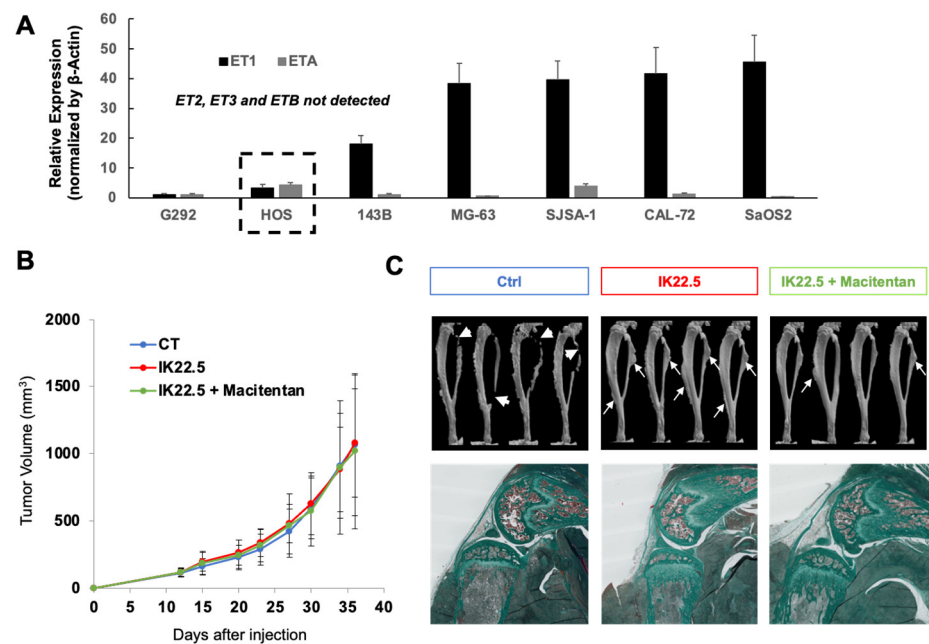 A
Relative Expression
(normalized by β-Actin)
60
50
40
30
20
10
0
ET1 ETA
ET2, ET3 and ETB not detected
G292 HOS 143B MG-63 SJSA-1 CAL-72 SaOS2
B
Tumor Volume (mm³)
2000
1500
1000
500
0
CT
IK22.5
IK22.5 + Macitentan
0 5 10 15 20 25 30 35 40
Days after injection
C
Ctrl IK22.5 IK22.5 + Macitentan